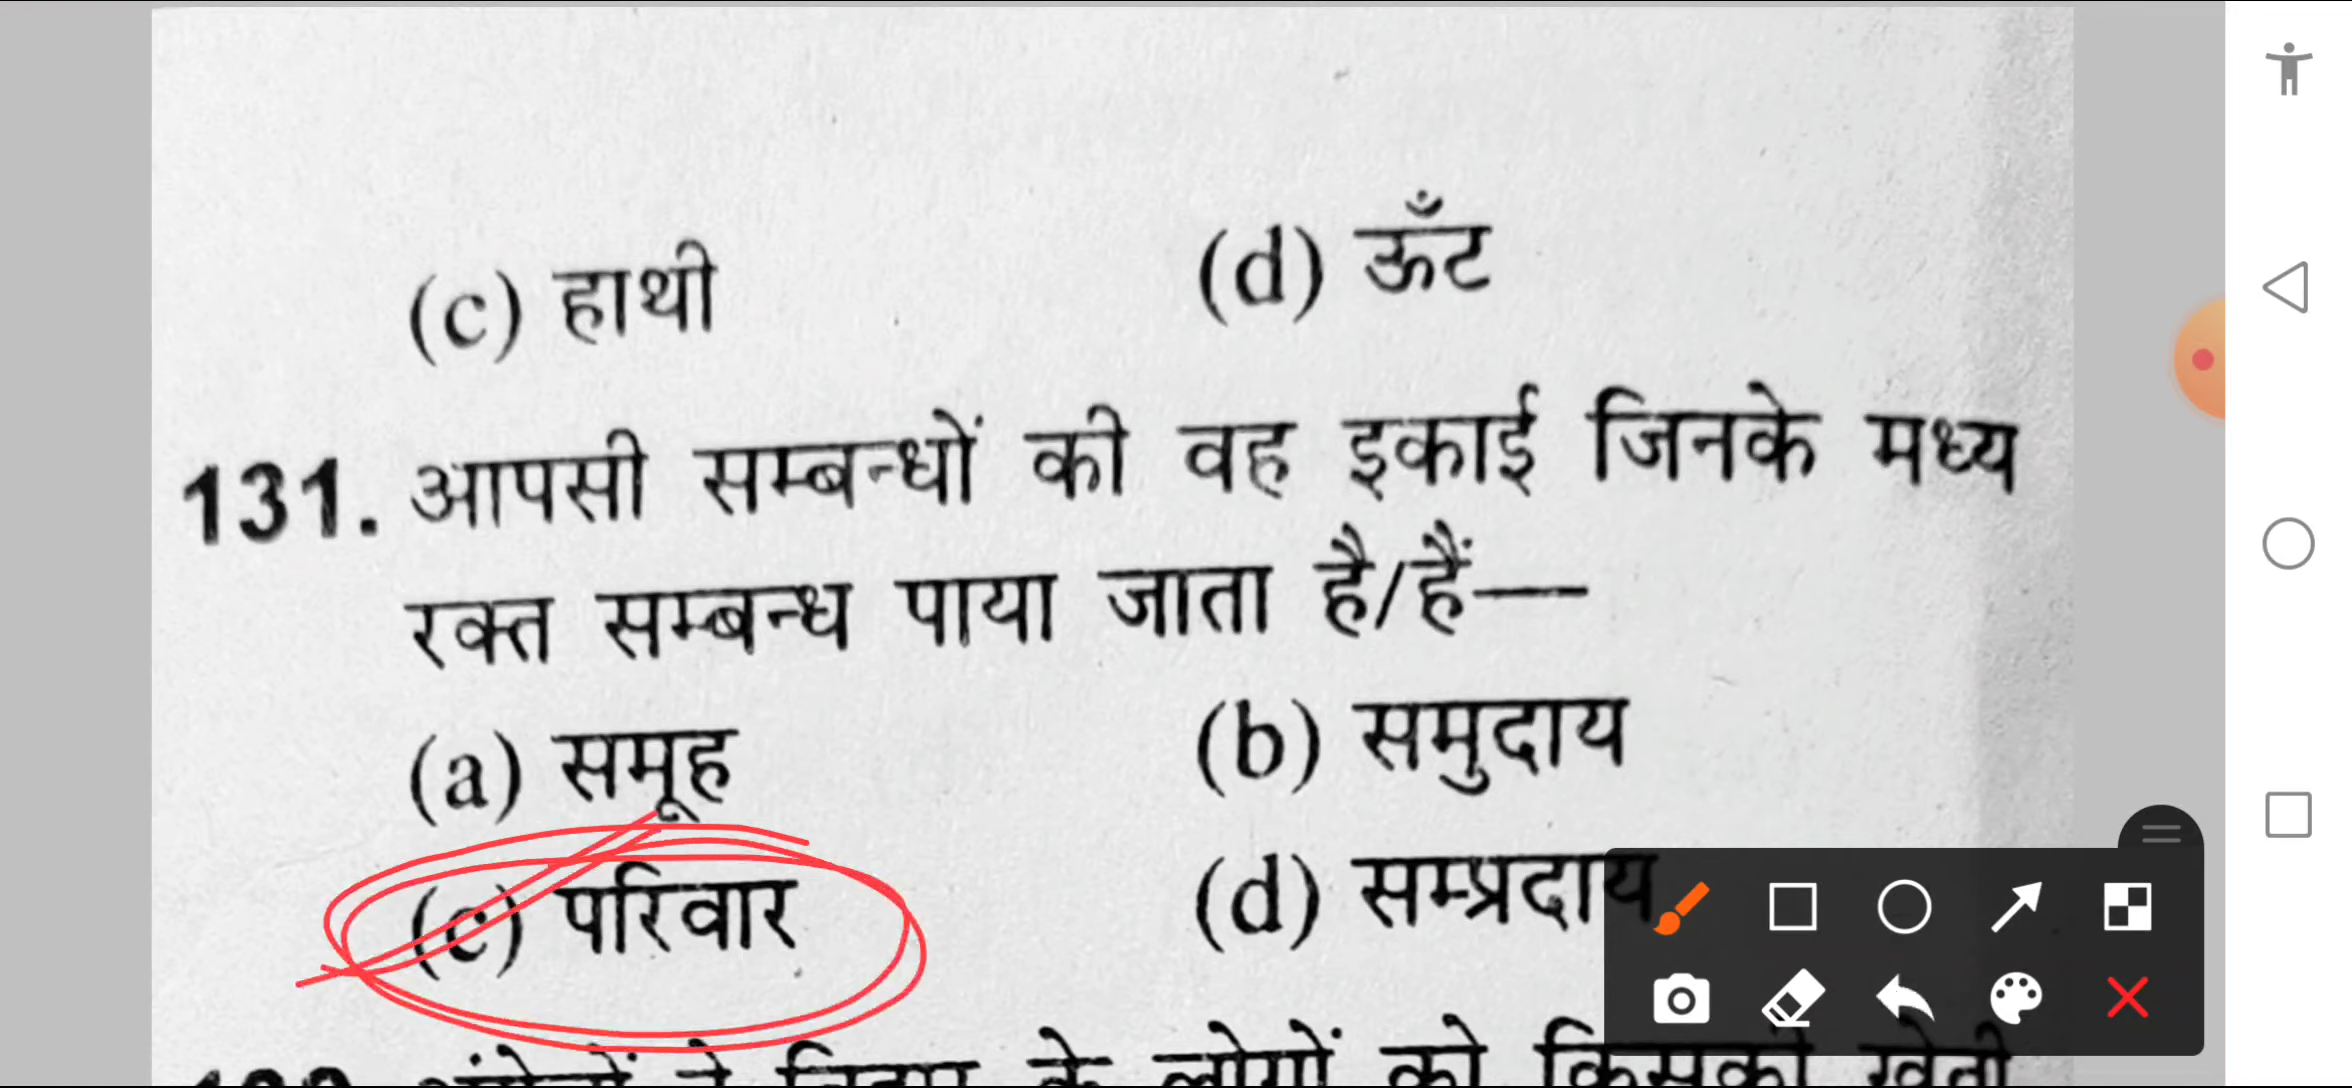 (c) हाथी (d) ऊँट
131. आपसी सम्बन्धों की वह इकाई जिनके मध्य
रक्त सम्बन्ध पाया जाता है/हैं—
(a) समूह (b) समुदाय
(c) परिवार (d) सम्प्रदाय
के लोगों को